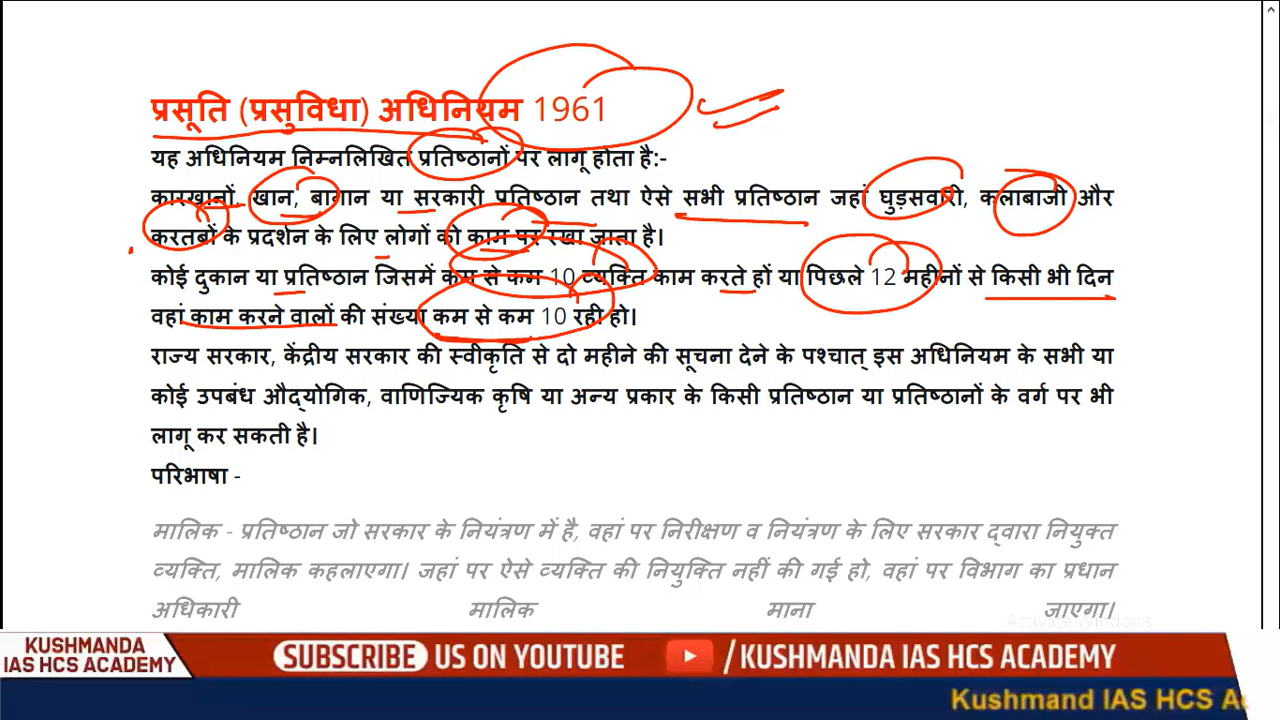 प्रसूति (प्रसुविधा) अधिनियम 1961
यह अधिनियम निम्नलिखित प्रतिष्ठानों पर लागू होता है:-
कारखानों, खान, बागान या सरकारी प्रतिष्ठान तथा ऐसे सभी प्रतिष्ठान जहां घुड़सवारी, कलाबाजी और
करतबों के प्रदर्शन के लिए लोगों को काम पर रखा जाता है।
कोई दुकान या प्रतिष्ठान जिसमें कम से कम 10 व्यक्ति काम करते हों या पिछले 12 महीनों से किसी भी दिन
वहां काम करने वालों की संख्या कम से कम 10 रही हो।
राज्य सरकार, केंद्रीय सरकार की स्वीकृति से दो महीने की सूचना देने के पश्चात् इस अधिनियम के सभी या
कोई उपबंध औद्योगिक, वाणिज्यिक कृषि या अन्य प्रकार के किसी प्रतिष्ठान या प्रतिष्ठानों के वर्ग पर भी
लागू कर सकती है।
परिभाषा -
मालिक - प्रतिष्ठान जो सरकार के नियंत्रण में है, वहां पर निरीक्षण व नियंत्रण के लिए सरकार द्वारा नियुक्त
व्यक्ति, मालिक कहलाएगा। जहां पर ऐसे व्यक्ति की नियुक्ति नहीं की गई हो, वहां पर विभाग का प्रधान
अधिकारी मालिक माना जाएगा।
Activate Windows
KUSHMANDA
IAS HCS ACADEMY
SUBSCRIBE US ON YOUTUBE /KUSHMANDA IAS HCS ACADEMY
Kushmand IAS HCS Ac